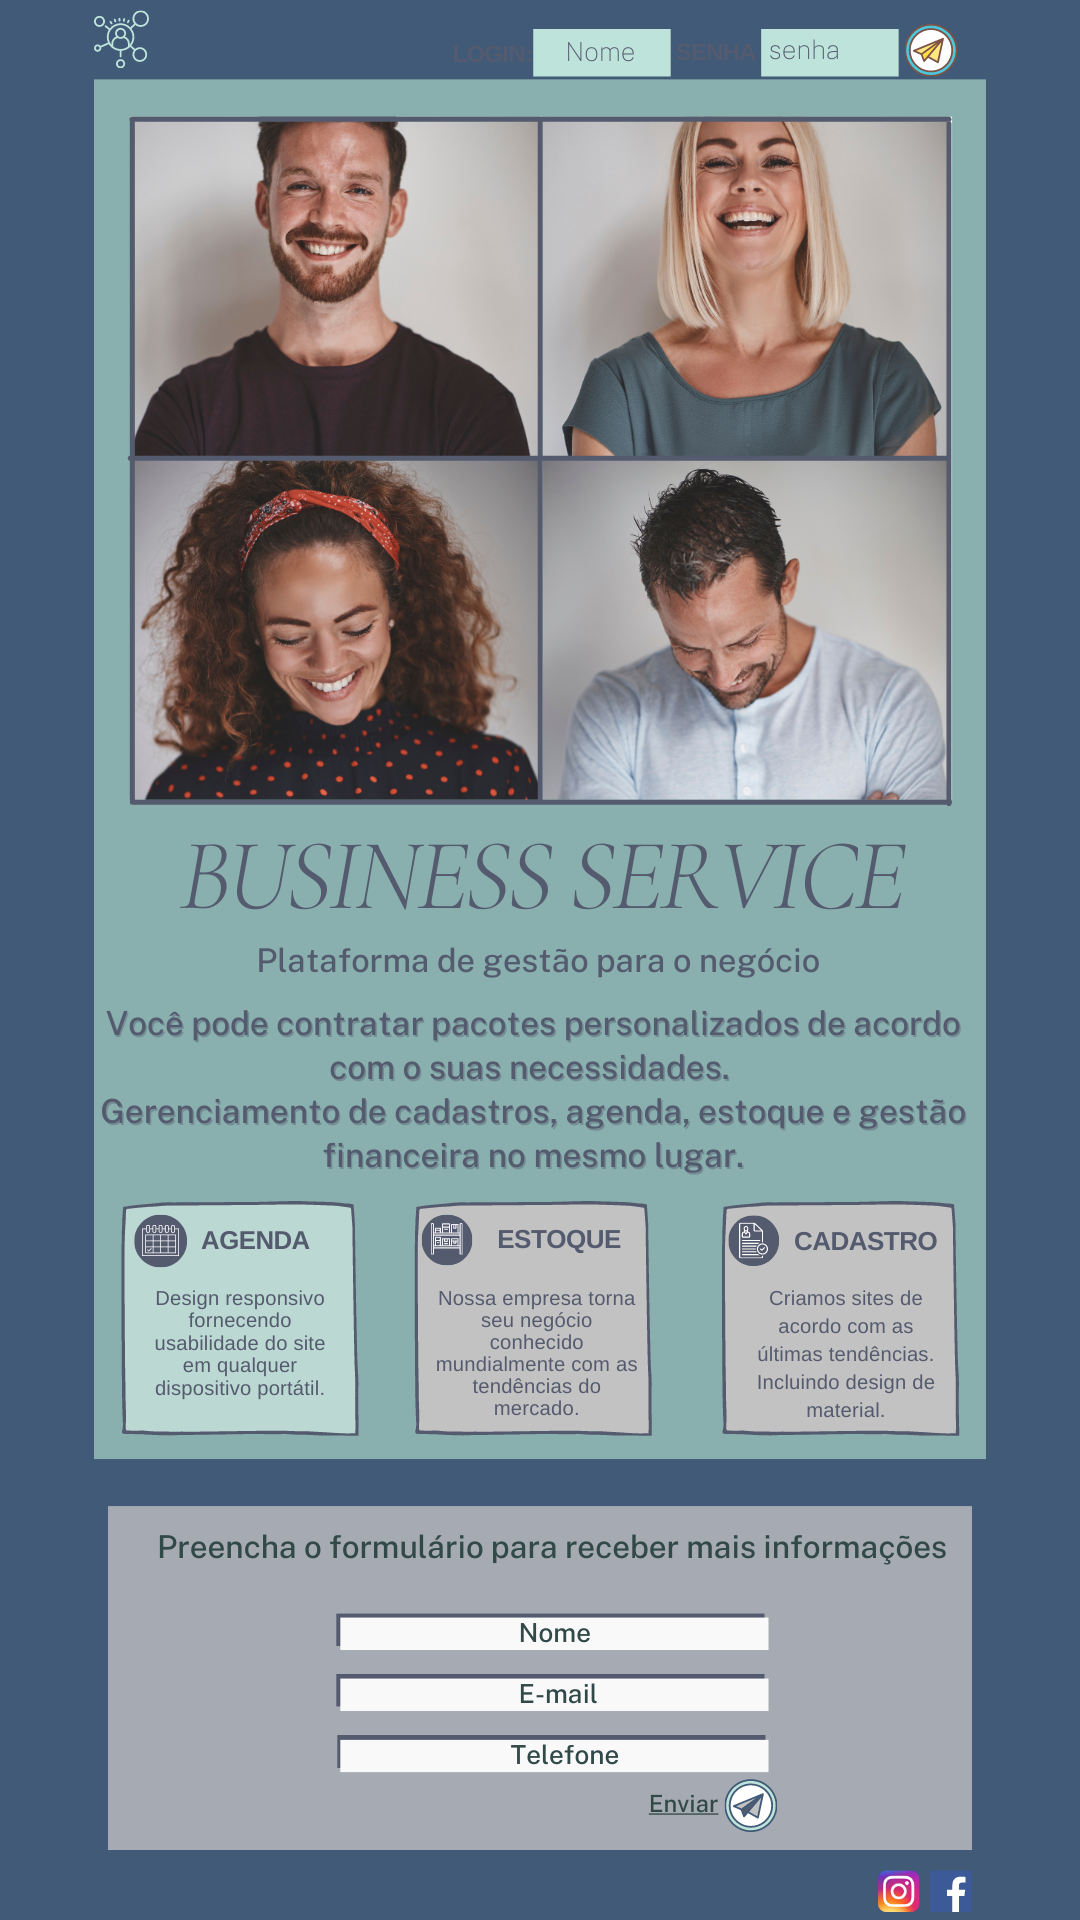 LOGIN: Nome SENHA senha
BUSINESS SERVICE
Plataforma de gestão para o negócio
Você pode contratar pacotes personalizados de acordo
com o suas necessidades.
Gerenciamento de cadastros, agenda, estoque e gestão
financeira no mesmo lugar.
AGENDA
Design responsivo
fornecendo
usabilidade do site
em qualquer
dispositivo portátil.
ESTOQUE
Nossa empresa torna
seu negócio
conhecido
mundialmente com as
tendências do
mercado.
CADASTRO
Criamos sites de
acordo com as
últimas tendências.
Incluindo design de
material.
Preencha o formulário para receber mais informações
Nome
E-mail
Telefone
Enviar